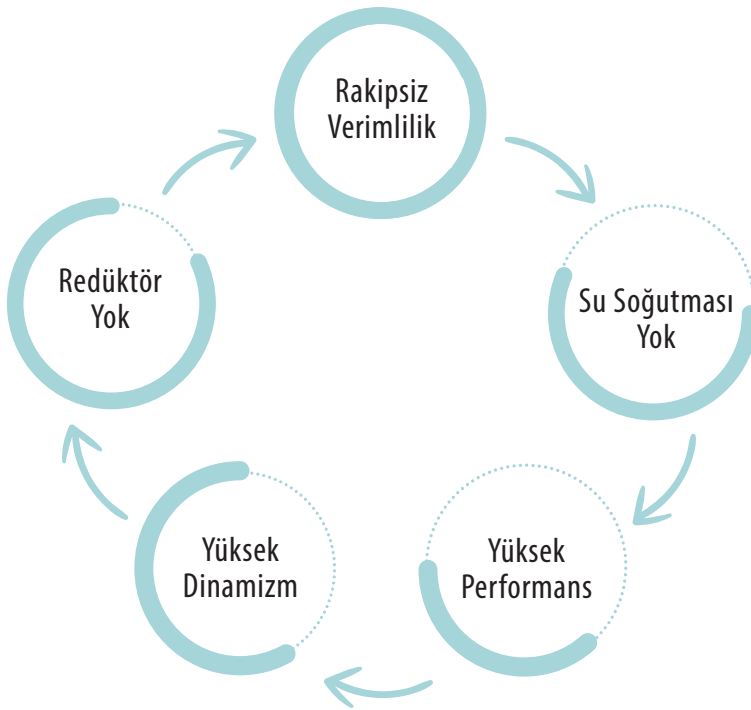 Rakipsiz
Verimlilik
Su Soğutması
Yok
Yüksek
Performans
Yüksek
Dinamizm
Redüktör
Yok